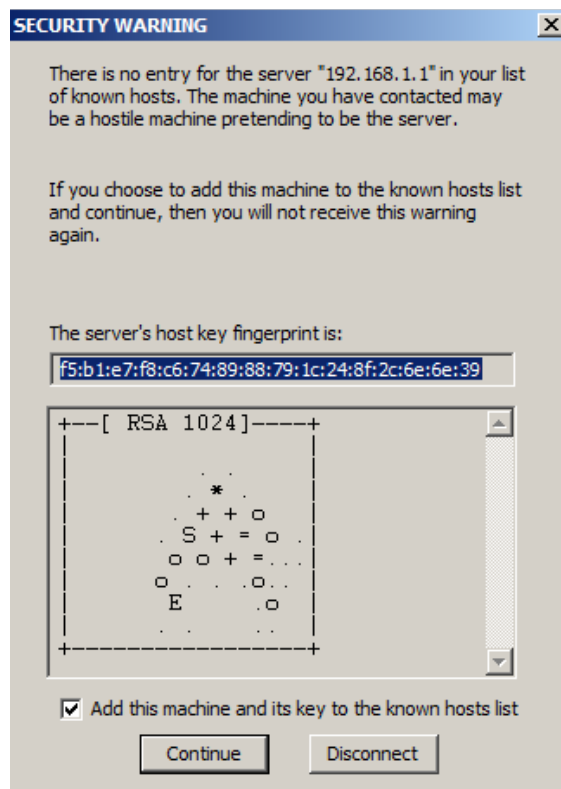 SECURITY WARNING
There is no entry for the server "192.168.1.1" in your list
of known hosts. The machine you have contacted may
be a hostile machine pretending to be the server.
If you choose to add this machine to the known hosts list
and continue, then you will not receive this warning
again.
The server's host key fingerprint is:
f5:b1:e7:f8:c6:74:89:88:79:1c:24:8f:2c:6e:6e:39
+--[ RSA 1024]----+
|                 |
|          . .    |
|         . * .   |
|        . + + o  |
|       . S + = o .|
|        o o + =...|
|       o . . .o.. |
|        E     .o |
|       . .    .. |
+-----------------+
Add this machine and its key to the known hosts list
Continue Disconnect